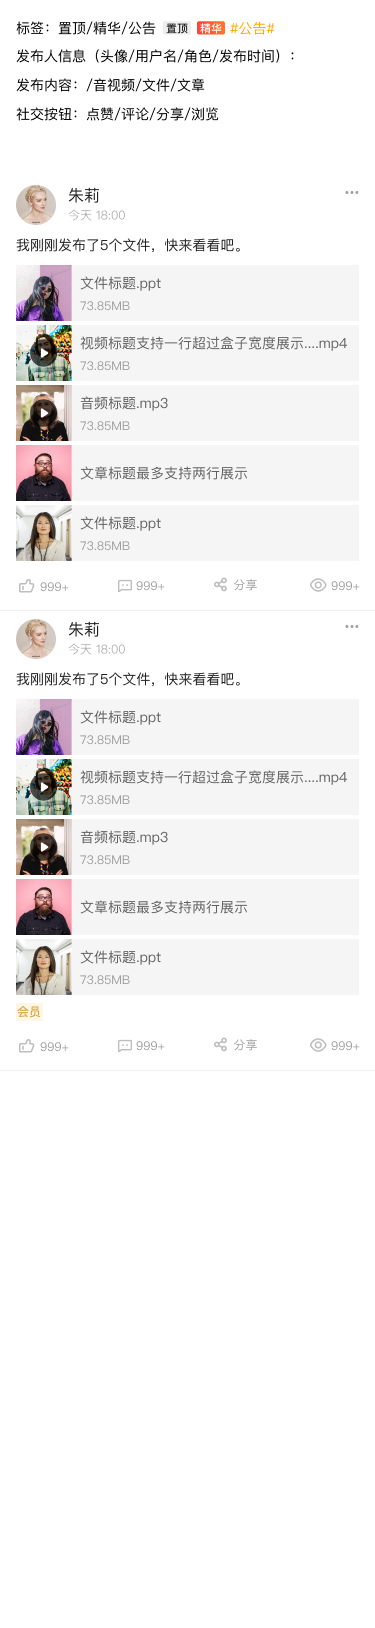 标签：置顶/精华/公告 置顶 精华 #公告#
发布人信息（头像/用户名/角色/发布时间）：
发布内容：/音视频/文件/文章
社交按钮：点赞/评论/分享/浏览
朱莉
今天 18:00
我刚刚发布了5个文件，快来看看吧。
文件标题.ppt
73.85MB
视频标题支持一行超过盒子宽度展示....mp4
73.85MB
音频标题.mp3
73.85MB
文章标题最多支持两行展示
文件标题.ppt
73.85MB
999+ 999+ 分享 999+
朱莉
今天 18:00
我刚刚发布了5个文件，快来看看吧。
文件标题.ppt
73.85MB
视频标题支持一行超过盒子宽度展示....mp4
73.85MB
音频标题.mp3
73.85MB
文章标题最多支持两行展示
文件标题.ppt
73.85MB
会员
999+ 999+ 分享 999+